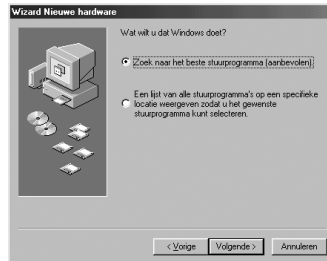 Wizard Nieuwe hardware
Wat wilt u dat Windows doet?
Zoek naar het beste stuurprogramma (aanbevolen).
Een lijst van alle stuurprogramma's op een specifieke
locatie weergeven zodat u het gewenste
stuurprogramma kunt selecteren.
< Vorige Volgende > Annuleren